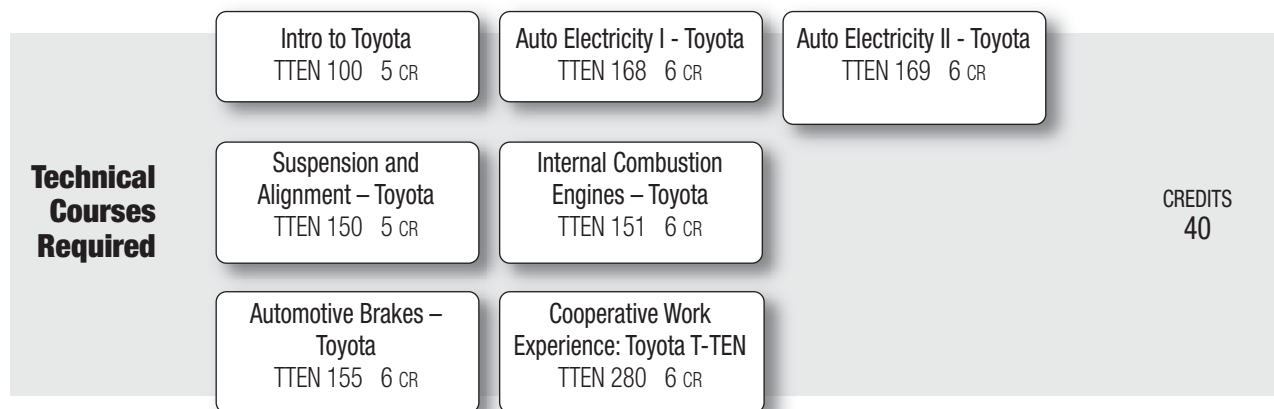 Intro to Toyota
TTEN 100 5 CR
Auto Electricity I - Toyota
TTEN 168 6 CR
Auto Electricity II - Toyota
TTEN 169 6 CR
Technical
Courses
Required
Suspension and
Alignment – Toyota
TTEN 150 5 CR
Internal Combustion
Engines – Toyota
TTEN 151 6 CR
CREDITS
40
Automotive Brakes –
Toyota
TTEN 155 6 CR
Cooperative Work
Experience: Toyota T-TEN
TTEN 280 6 CR